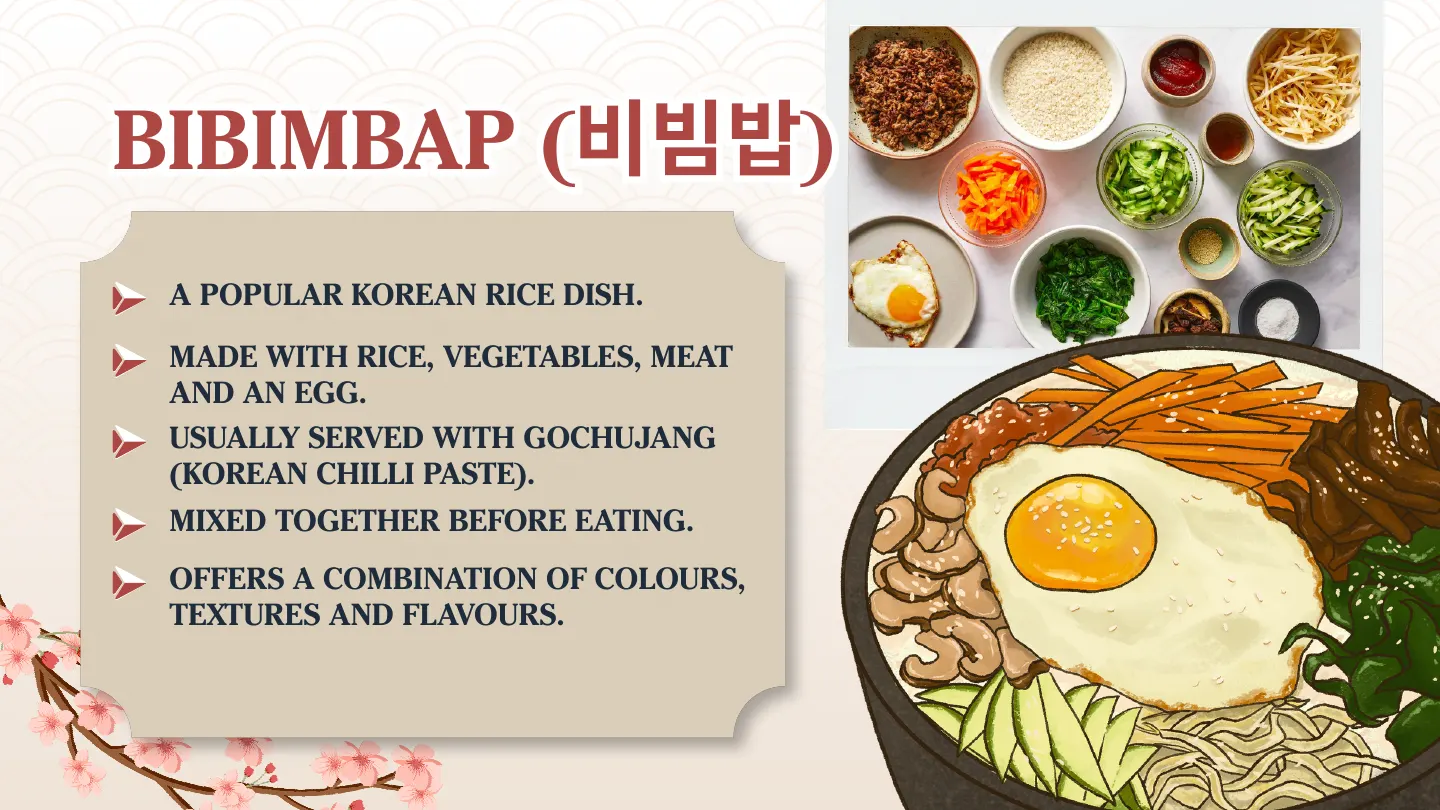 BIBIMBAP (비빔밥)
A POPULAR KOREAN RICE DISH.
MADE WITH RICE, VEGETABLES, MEAT
AND AN EGG.
USUALLY SERVED WITH GOCHUJANG
(KOREAN CHILLI PASTE).
MIXED TOGETHER BEFORE EATING.
OFFERS A COMBINATION OF COLOURS,
TEXTURES AND FLAVOURS.